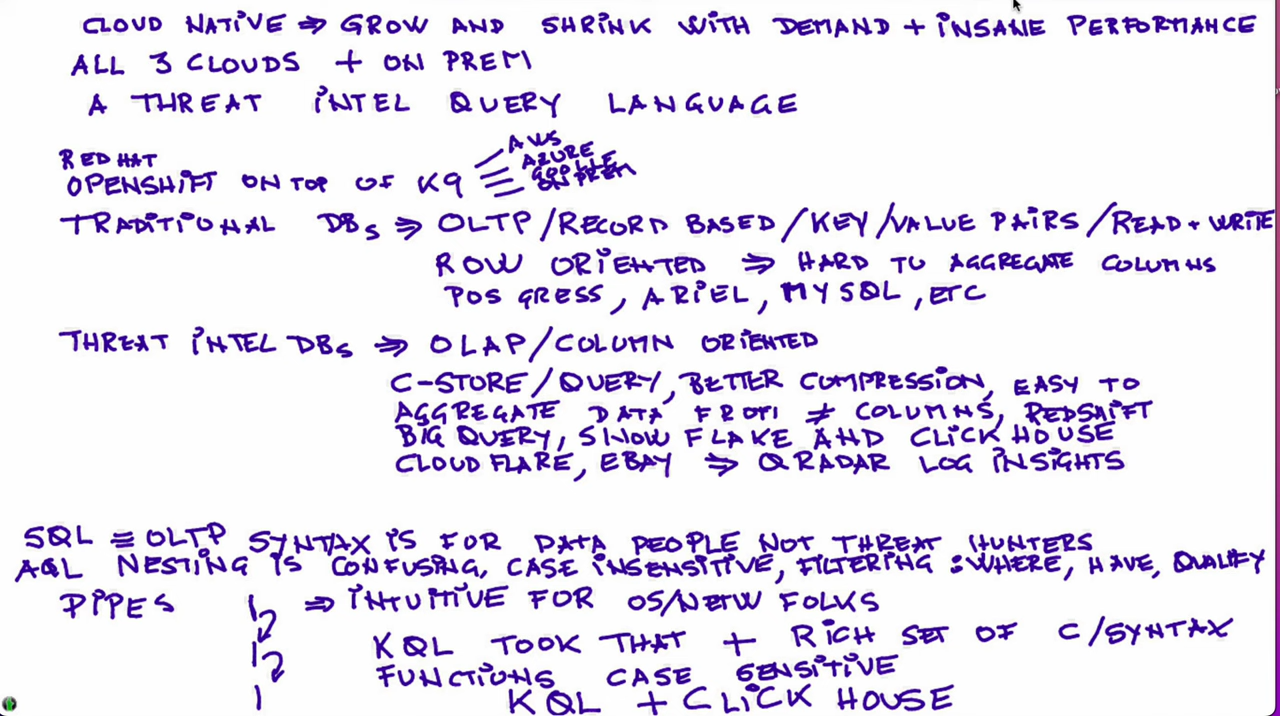 CLOUD NATIVE ⇒ GROW AND SHRINK WITH DEMAND + INSANE PERFORMANCE
ALL 3 CLOUDS + ON PREM
A THREAT INTEL QUERY LANGUAGE
RED HAT
OPENSHIFT ON TOP OF K9
AWS
AZURE
GOOGLE
ON PREM
TRADITIONAL DBs ⇒ OLTP/RECORD BASED/KEY/VALUE PAIRS/READ + WRITE
ROW ORIENTED ⇒ HARD TO AGGREGATE COLUMNS
POS GRESS, ARIEL, MYSQL, ETC
THREAT INTEL DBs ⇒ OLAP/COLUMN ORIENTED
C-STORE/QUERY, BETTER COMPRESSION, EASY TO
AGGREGATE DATA FROM ≠ COLUMNS, REDSHIFT
BIG QUERY, SNOW FLAKE AND CLICK HOUSE
CLOUD FLARE, EBAY ⇒ QRADAR LOG INSIGHTS
SQL ≡ OLTP SYNTAX IS FOR DATA PEOPLE NOT THREAT HUNTERS
AQL NESTING IS CONFUSING, CASE INSENSITIVE, FILTERING :WHERE, HAVE, QUALIFY
PIPES | ⇒ INTUITIVE FOR OS/NETW FOLKS
| KQL TOOK THAT + RICH SET OF C/SYNTAX
FUNCTIONS CASE SENSITIVE
| KQL + CLICK HOUSE